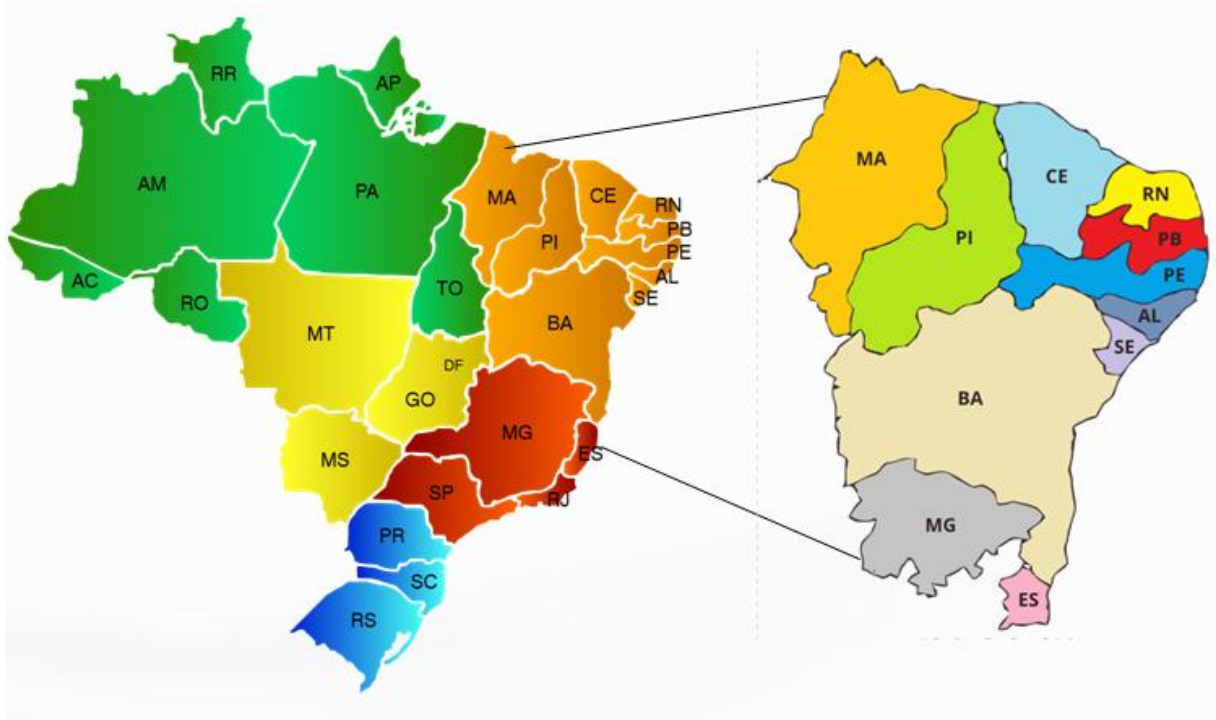 RR
AP
AM
PA
MA
CE
RN
PB
PI
PE
AC
AL
TO
SE
RO
BA
MT
DF
GO
MG
ES
MS
SP
RJ
PR
SC
RS
MA
CE
RN
PI
PB
PE
AL
SE
BA
MG
ES